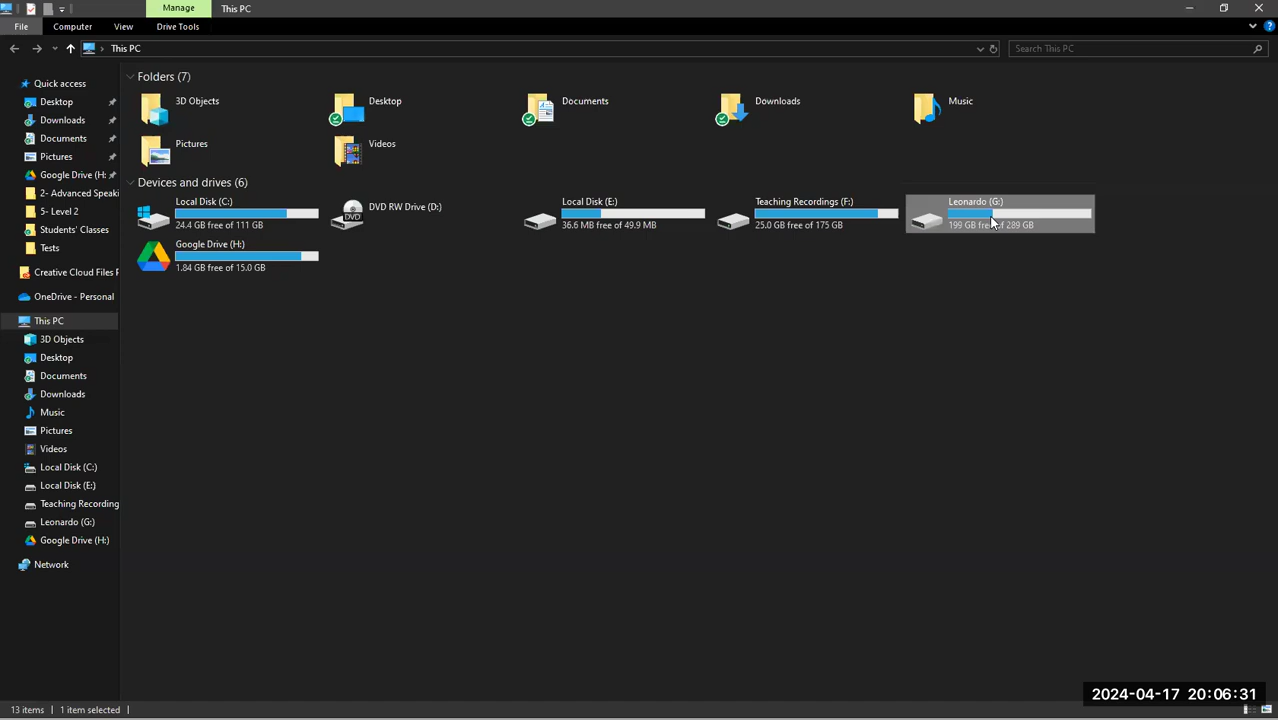 Manage
This PC
File
Computer
View
Drive Tools
This PC
Search This PC
Quick access
Desktop
Downloads
Documents
Pictures
Google Drive (H:
2- Advanced Speaki
5- Level 2
Students' Classes
Tests
Creative Cloud Files P
OneDrive - Personal
This PC
3D Objects
Desktop
Documents
Downloads
Music
Pictures
Videos
Local Disk (C:)
Local Disk (E:)
Teaching Recording
Leonardo (G:)
Google Drive (H:)
Network
Folders (7)
3D Objects
Desktop
Documents
Downloads
Music
Pictures
Videos
Devices and drives (6)
Local Disk (C:)
24.4 GB free of 111 GB
DVD RW Drive (D:)
DVD
Local Disk (E:)
36.6 MB free of 49.9 MB
Teaching Recordings (F:)
25.0 GB free of 175 GB
Leonardo (G:)
199 GB free of 289 GB
Google Drive (H:)
1.84 GB free of 15.0 GB
13 items
1 item selected
2024-04-17 20:06:31